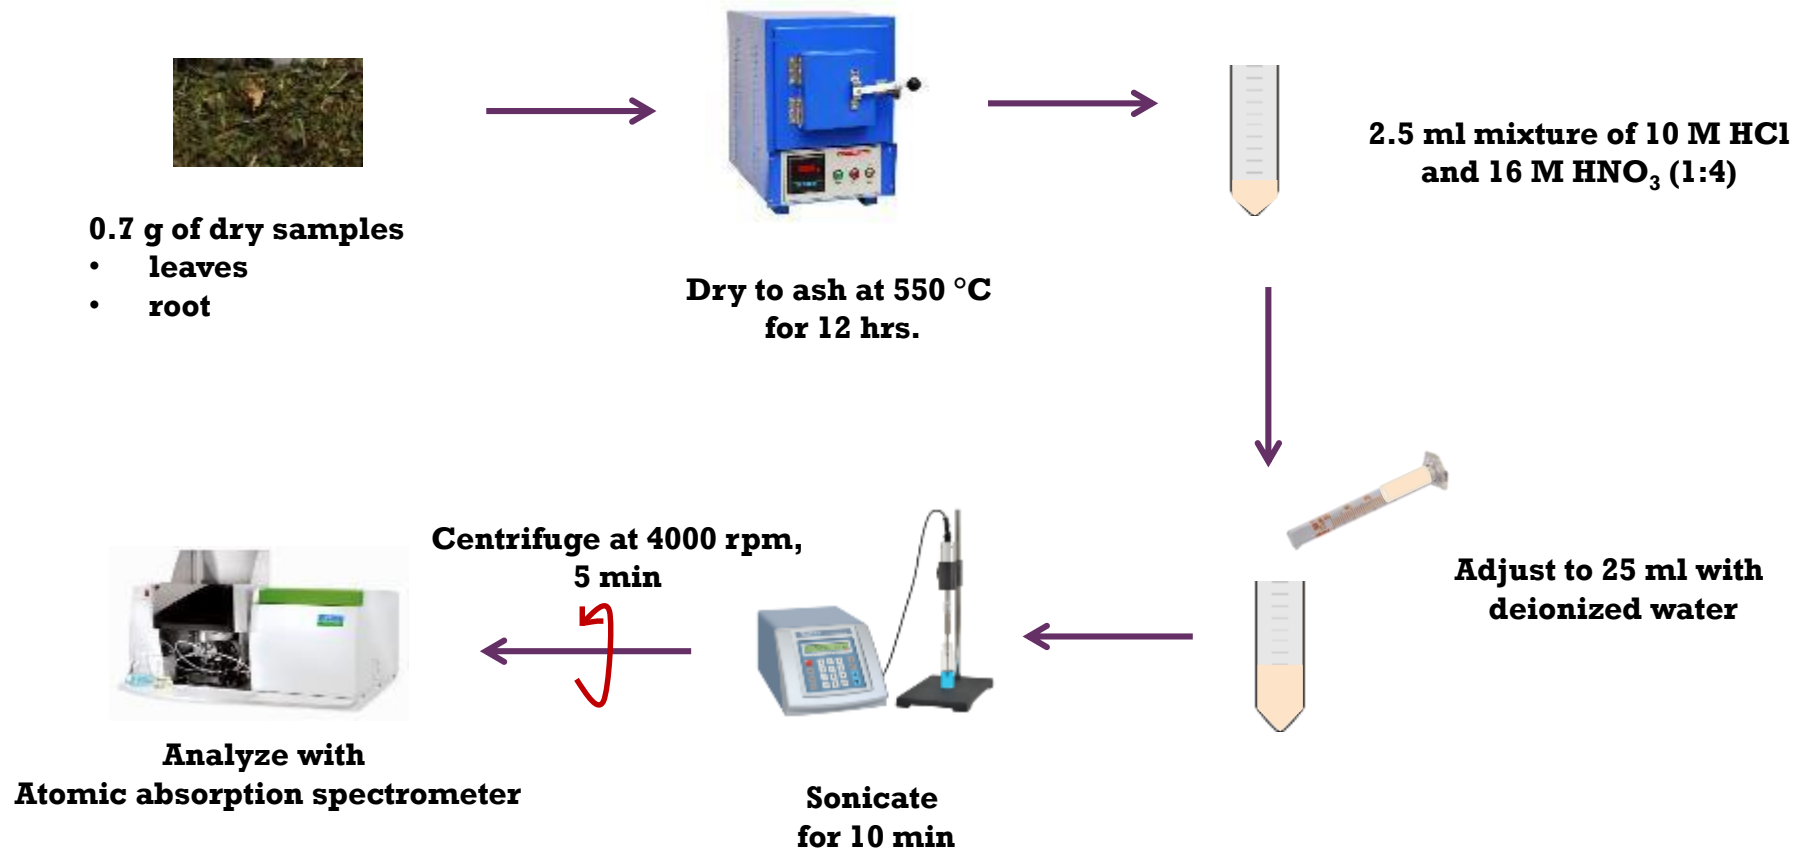 0.7 g of dry samples
• leaves
• root
Dry to ash at 550 °C
for 12 hrs.
2.5 ml mixture of 10 M HCl
and 16 M HNO₃ (1:4)
Adjust to 25 ml with
deionized water
Sonicate
for 10 min
Centrifuge at 4000 rpm,
5 min
Analyze with
Atomic absorption spectrometer